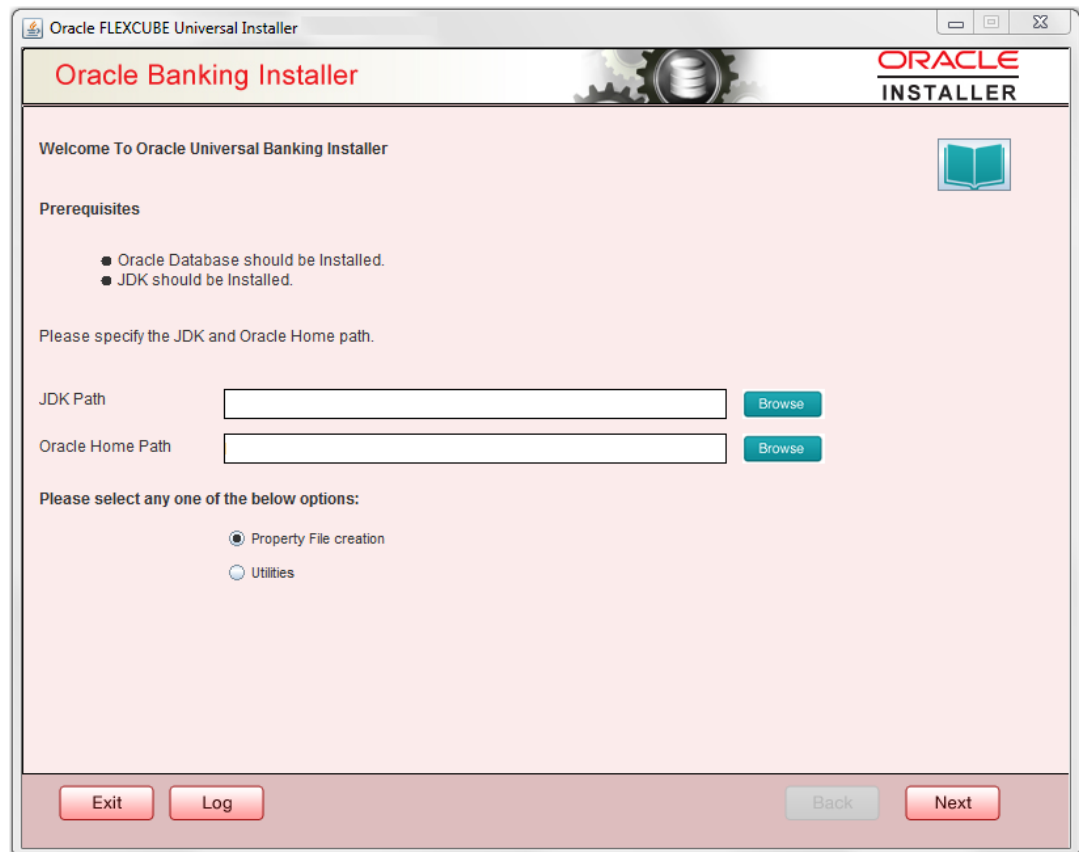 Oracle FLEXCUBE Universal Installer
Oracle Banking Installer
ORACLE
INSTALLER
Welcome To Oracle Universal Banking Installer
Prerequisites
Oracle Database should be Installed.
JDK should be Installed.
Please specify the JDK and Oracle Home path.
JDK Path
Browse
Oracle Home Path
Browse
Please select any one of the below options:
Property File creation
Utilities
Exit
Log
Back
Next